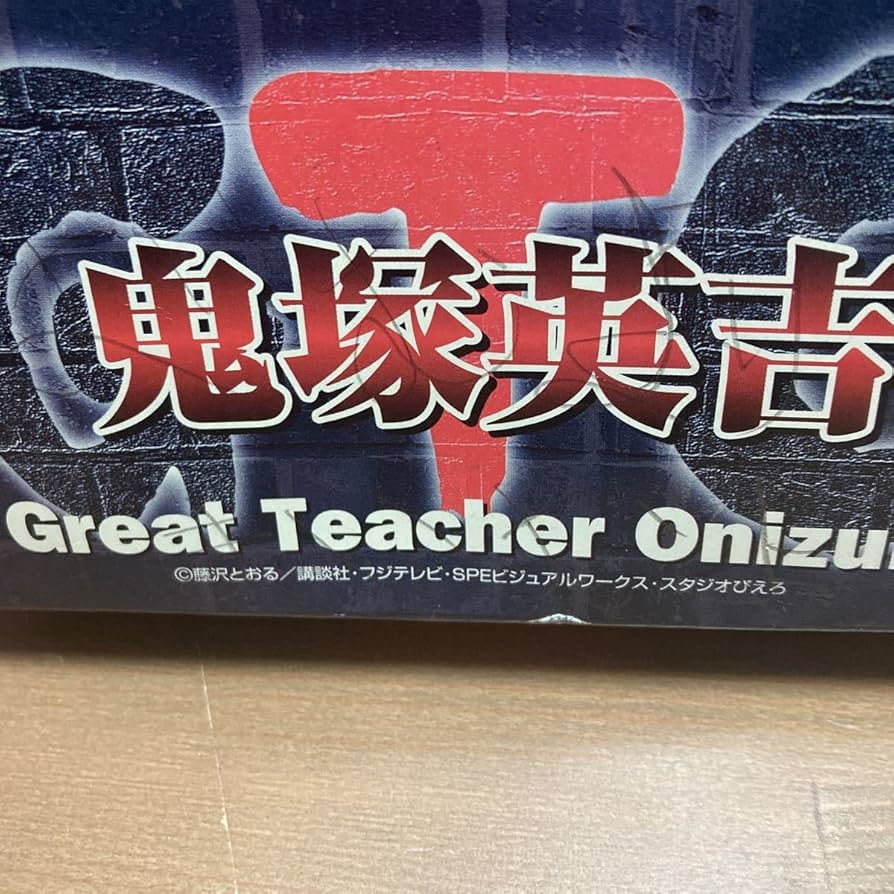 GTO
鬼塚英吉
Great Teacher Onizu
©藤沢とおる／講談社・フジテレビ・SPEビジュアルワークス・スタジオぴえろ